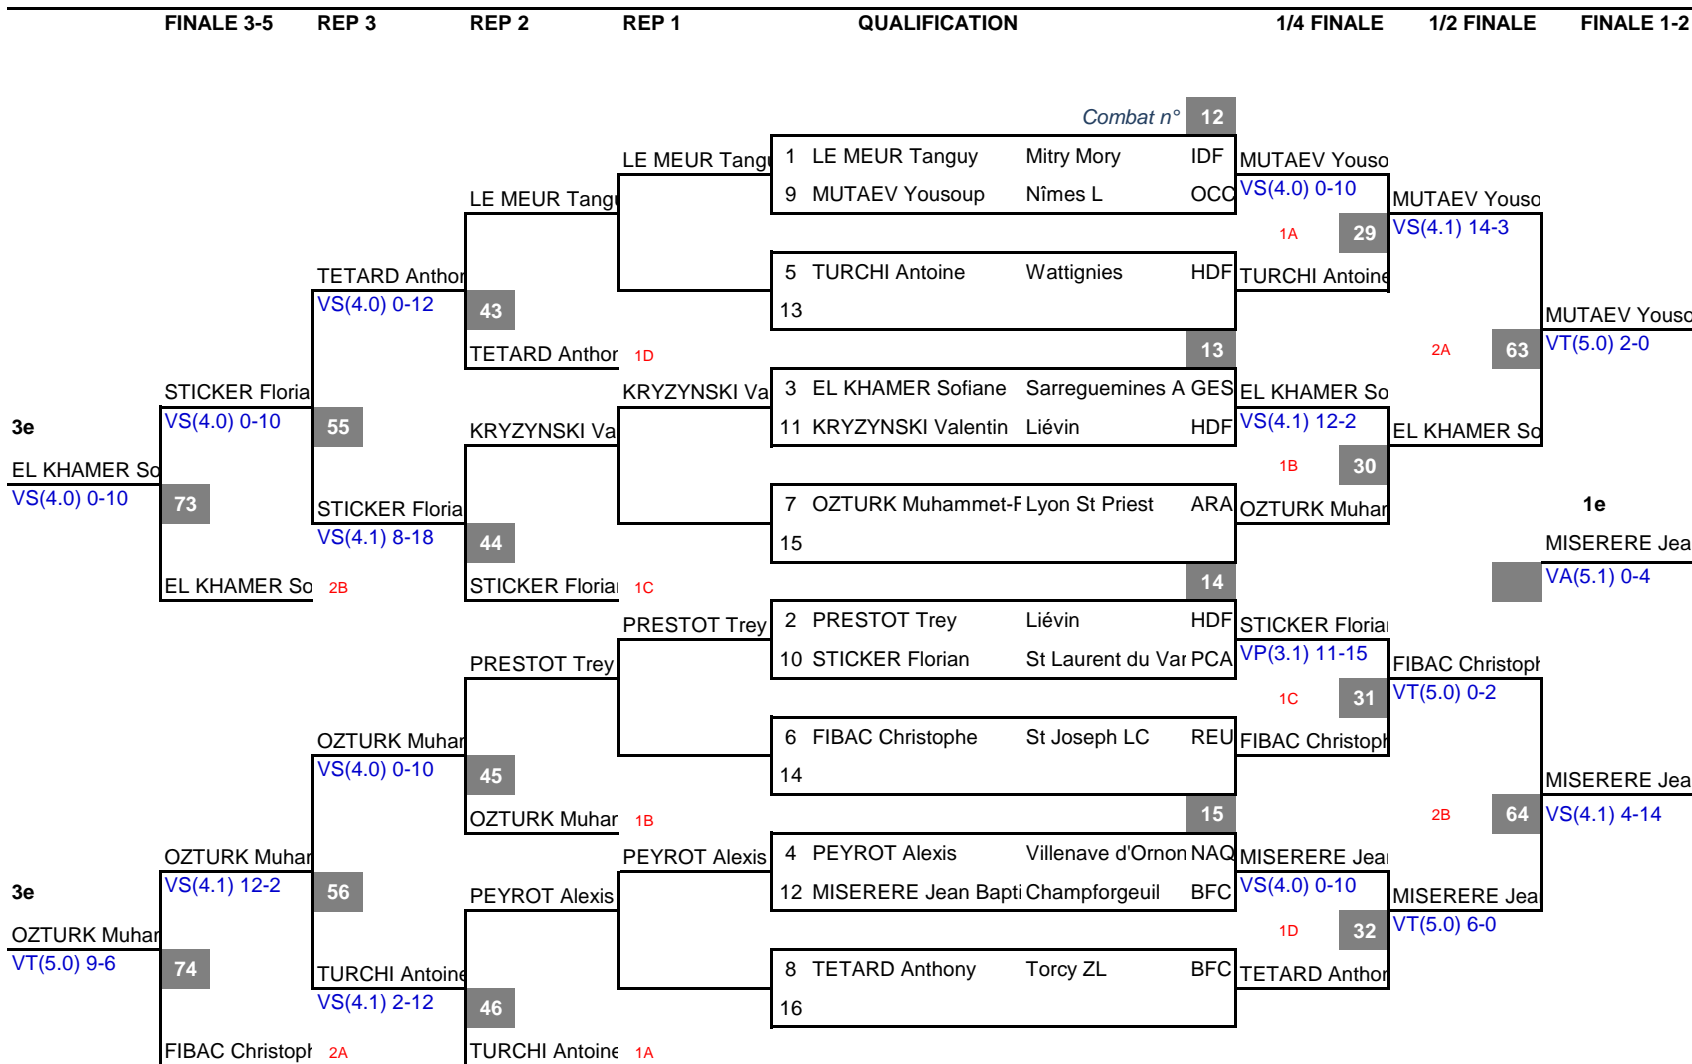 FINALE 3-5 REP 3 REP 2 REP 1 QUALIFICATION 1/4 FINALE 1/2 FINALE FINALE 1-2
Combat n° 12
LE MEUR Tangu 1 LE MEUR Tanguy Mitry Mory IDF MUTAEV Youso
LE MEUR Tangu 9 MUTAEV Yousoup Nîmes L OCC VS(4.0) 0-10 MUTAEV Youso
1A 29 VS(4.1) 14-3
TETARD Anthon 5 TURCHI Antoine Wattignies HDF TURCHI Antoine
VS(4.0) 0-12 43 13 MUTAEV Youso
TETARD Anthon 1D 13 2A 63 VT(5.0) 2-0
STICKER Floria KRYZYNSKI Va 3 EL KHAMER Sofiane Sarreguemines A GES EL KHAMER So
3e VS(4.0) 0-10 55 KRYZYNSKI Va 11 KRYZYNSKI Valentin Liévin HDF VS(4.1) 12-2 EL KHAMER So
EL KHAMER So 1B 30
VS(4.0) 0-10 73 STICKER Floria 7 OZTURK Muhammet-F Lyon St Priest ARA OZTURK Muhar 1e
VS(4.1) 8-18 44 15 MISERERE Jea
EL KHAMER So 2B STICKER Floria 1C 14 VA(5.1) 0-4
PRESTOT Trey 2 PRESTOT Trey Liévin HDF STICKER Floria
PRESTOT Trey 10 STICKER Florian St Laurent du Var PCA VP(3.1) 11-15 FIBAC Christoph
1C 31 VT(5.0) 0-2
OZTURK Muhar 6 FIBAC Christophe St Joseph LC REU FIBAC Christoph
VS(4.0) 0-10 45 14 MISERERE Jea
OZTURK Muhar 1B 15 2B 64 VS(4.1) 4-14
OZTURK Muhar PEYROT Alexis 4 PEYROT Alexis Villenave d'Ornon NAQ MISERERE Jea
3e VS(4.1) 12-2 56 PEYROT Alexis 12 MISERERE Jean Bapti Champforgeuil BFC VS(4.0) 0-10 MISERERE Jea
OZTURK Muhar 1D 32 VT(5.0) 6-0
VT(5.0) 9-6 74 TURCHI Antoine 8 TETARD Anthony Torcy ZL BFC TETARD Anthon
VS(4.1) 2-12 46 16
FIBAC Christoph 2A TURCHI Antoine 1A